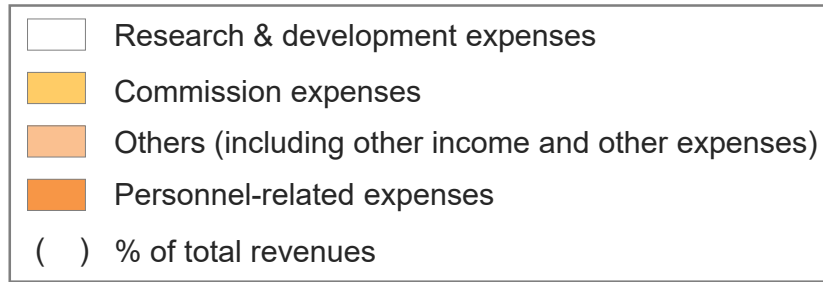 Research & development expenses
Commission expenses
Others (including other income and other expenses)
Personnel-related expenses
( ) % of total revenues